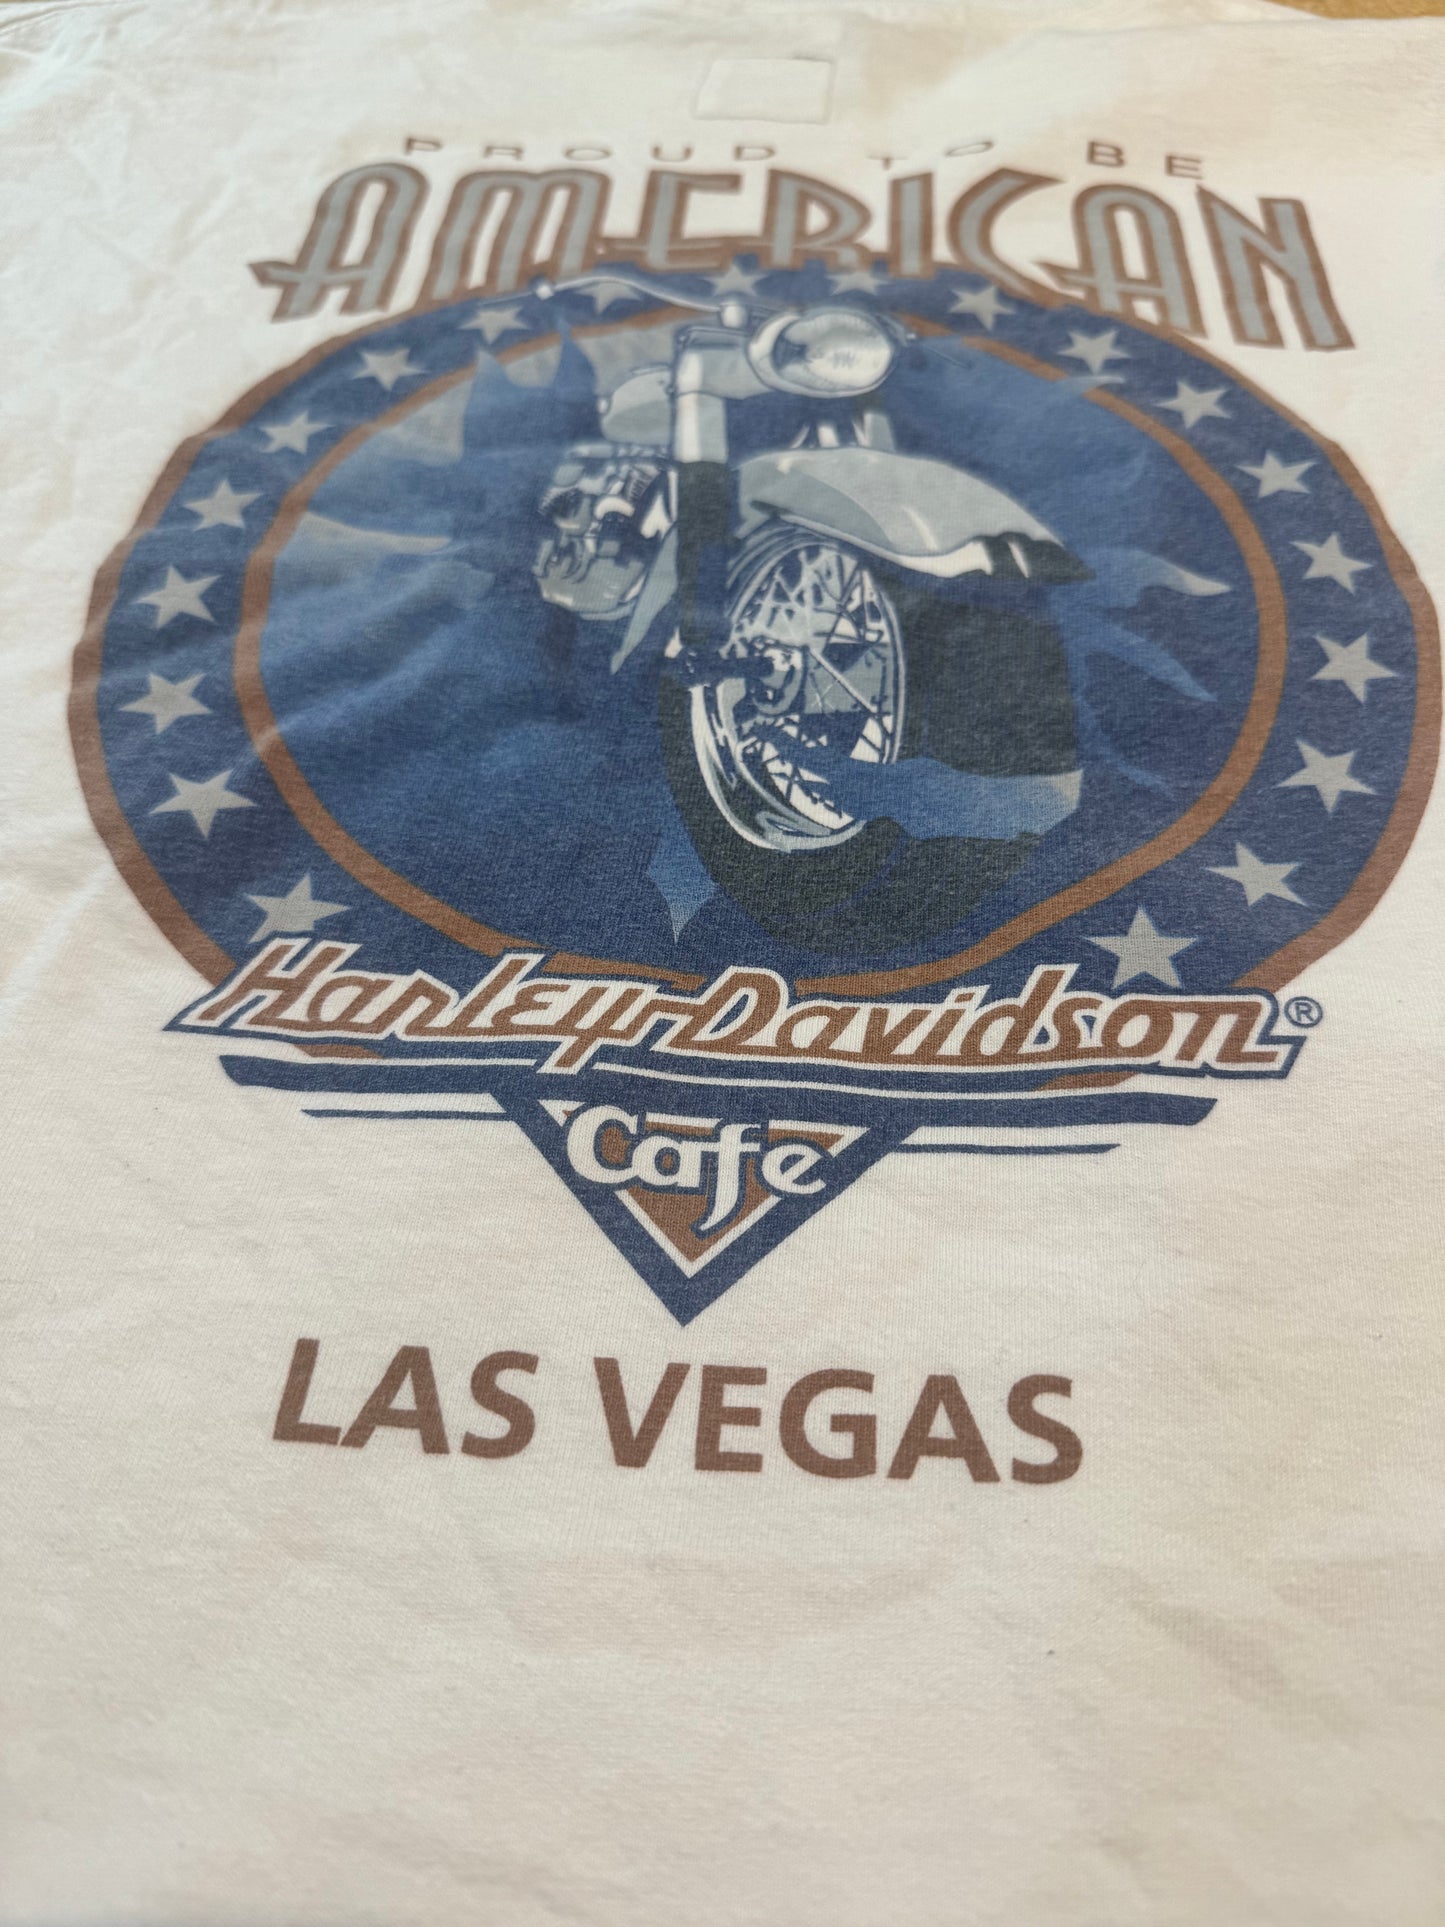 PROUD TO BE
AMERICAN
Harley-Davidson®
Cafe
LAS VEGAS